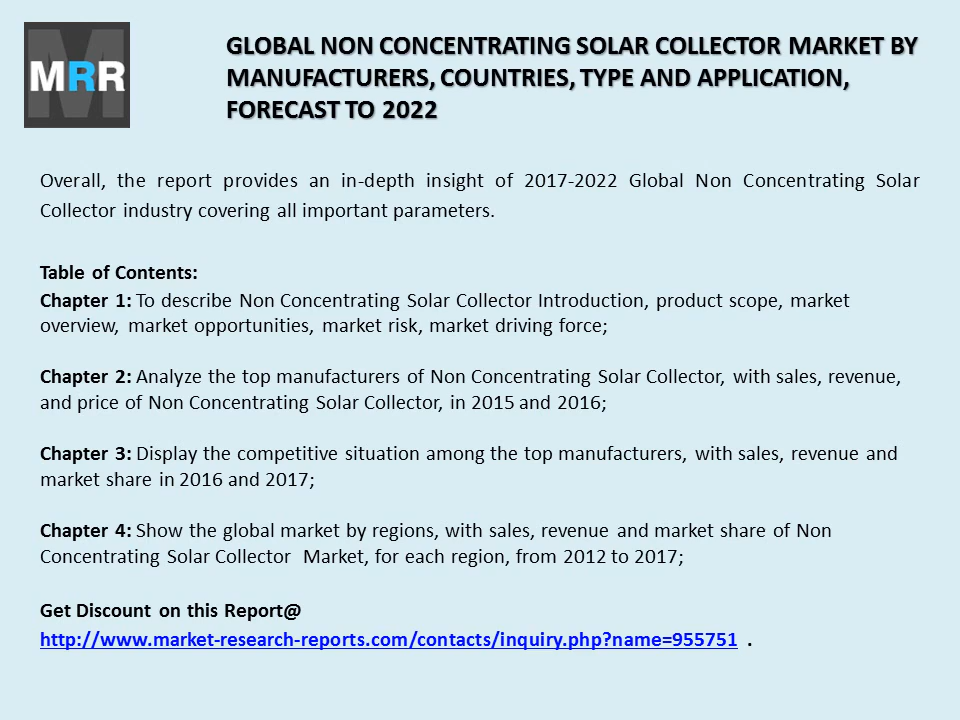 MRR
GLOBAL NON CONCENTRATING SOLAR COLLECTOR MARKET BY
MANUFACTURERS, COUNTRIES, TYPE AND APPLICATION,
FORECAST TO 2022
Overall, the report provides an in-depth insight of 2017-2022 Global Non Concentrating Solar
Collector industry covering all important parameters.
Table of Contents:
Chapter 1: To describe Non Concentrating Solar Collector Introduction, product scope, market
overview, market opportunities, market risk, market driving force;
Chapter 2: Analyze the top manufacturers of Non Concentrating Solar Collector, with sales, revenue,
and price of Non Concentrating Solar Collector, in 2015 and 2016;
Chapter 3: Display the competitive situation among the top manufacturers, with sales, revenue and
market share in 2016 and 2017;
Chapter 4: Show the global market by regions, with sales, revenue and market share of Non
Concentrating Solar Collector  Market, for each region, from 2012 to 2017;
Get Discount on this Report@
http://www.market-research-reports.com/contacts/inquiry.php?name=955751 .